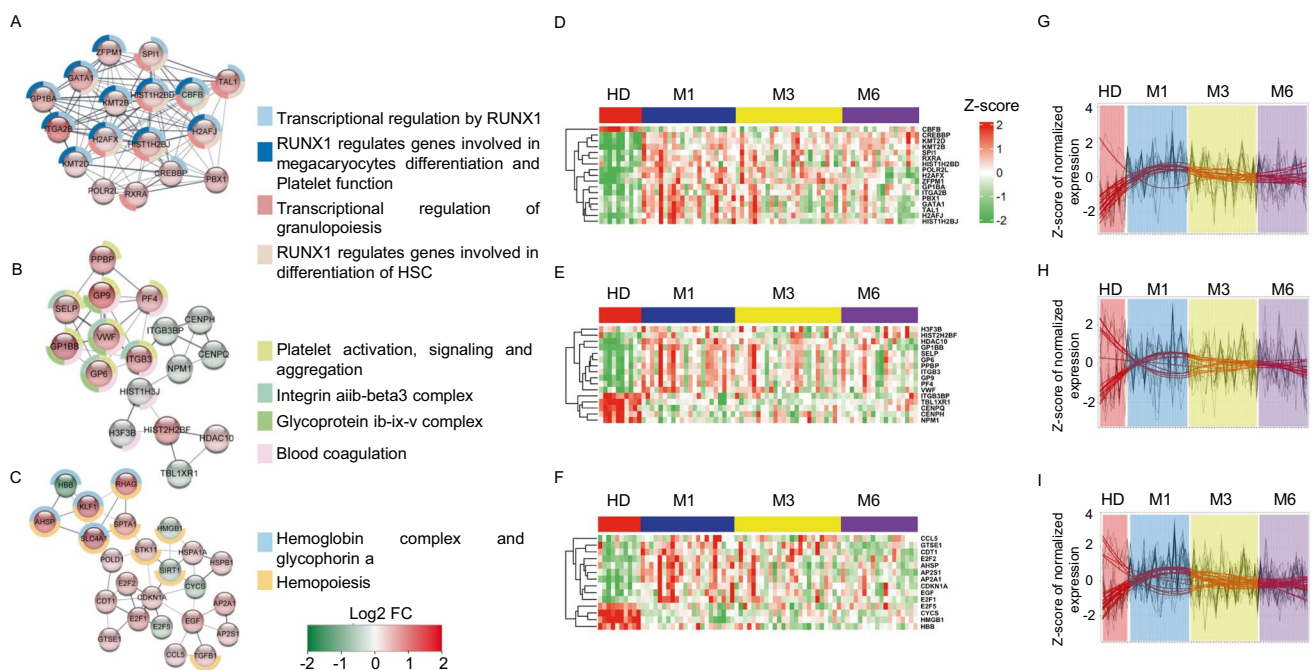 A
ZFPM1
SPI1
GATA1
TAL1
GP1BA
KMT2B
HIST1H2BD
CBFB
ITGA2B
H2AFX
HIST1H2BJ
H2AFJ
KMT2D
CREBBP
PBX1
POLR2L
RXRA
Transcriptional regulation by RUNX1
RUNX1 regulates genes involved in
megacaryocytes differentiation and
Platelet function
Transcriptional regulation of
granulopoiesis
RUNX1 regulates genes involved in
differentiation of HSC
B
PPBP
GP9
PF4
SELP
VWF
ITGB3BP
CENPH
GP1BB
ITGB3
CENPQ
GP6
NPM1
HIST1H3J
H3F3B
HIST2H2BF
HDAC10
TBL1XR1
Platelet activation, signaling and
aggregation
Integrin aiib-beta3 complex
Glycoprotein ib-ix-v complex
Blood coagulation
C
HBB
RHAG
KLF1
AHSP
SPTA1
SLC4A1
HMGB1
STK11
HSPA1A
POLD1
SIRT1
HSPB1
E2F2
CYCS
CDT1
CDKN1A
AP2A1
E2F1
EGF
E2F5
AP2S1
GTSE1
CCL5
TGFB1
Hemoglobin complex and
glycophorin a
Hemopoiesis
Log2 FC
-2 -1 0 1 2
D
HD M1 M3 M6
Z-score
2
1
0
-1
-2
CBFB
CREBBP
KMT2D
KMT2B
SPI1
RXRA
HIST1H2BD
POLR2L
H2AFX
ZFPM1
GP1BA
ITGA2B
PBX1
GATA1
TAL1
H2AFJ
HIST1H2BJ
E
HD M1 M3 M6
H3F3B
HIST2H2BF
HDAC10
GP1BB
SELP
GP6
PPBP
ITGB3
GP9
PF4
VWF
ITGB3BP
TBL1XR1
CENPQ
CENPH
NPM1
F
HD M1 M3 M6
CCL5
GTSE1
CDT1
E2F2
AHSP
AP2S1
AP2A1
CDKN1A
EGF
E2F1
E2F5
CYCS
HMGB1
HBB
G
HD M1 M3 M6
Z-score of normalized
expression
4
2
0
-2
H
HD M1 M3 M6
Z-score of normalized
expression
2
0
-2
I
HD M1 M3 M6
Z-score of normalized
expression
4
2
0
-2